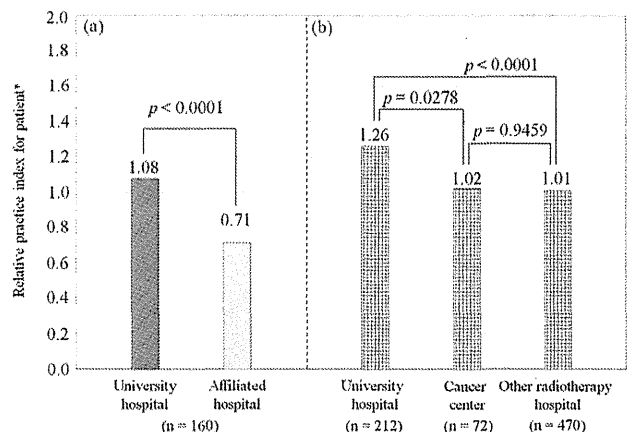 Relative practice index for patient*
2.0
1.8
1.6
1.4
1.2
1.0
0.8
0.6
0.4
0.2
0.0
(a)
p < 0.0001
1.08
0.71
University hospital
Affiliated hospital
(n = 160)
(b)
p < 0.0001
p = 0.0278
p = 0.9459
1.26
1.02
1.01
University hospital
(n = 212)
Cancer center
(n = 72)
Other radiotherapy hospital
(n = 470)